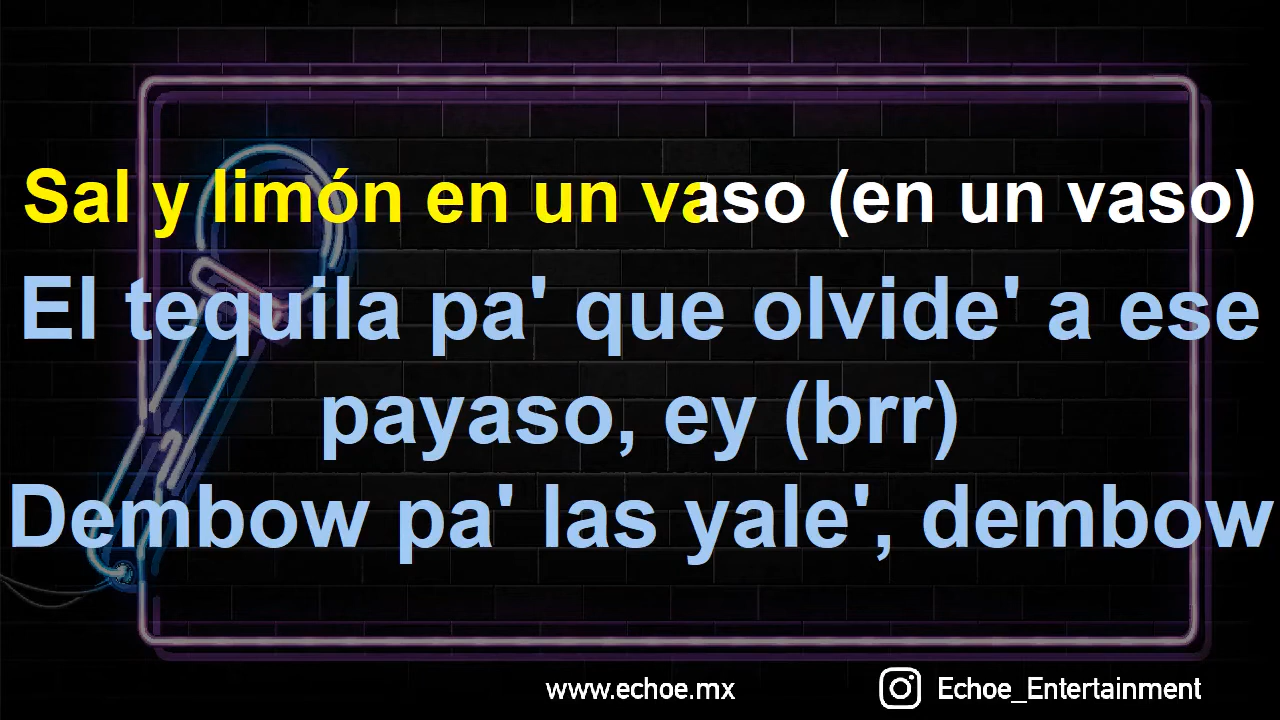 Sal y limón en un vaso (en un vaso)
El tequila pa' que olvide' a ese
payaso, ey (brr)
Dembow pa' las yale', dembow
www.echoe.mx
Echoe_Entertainment